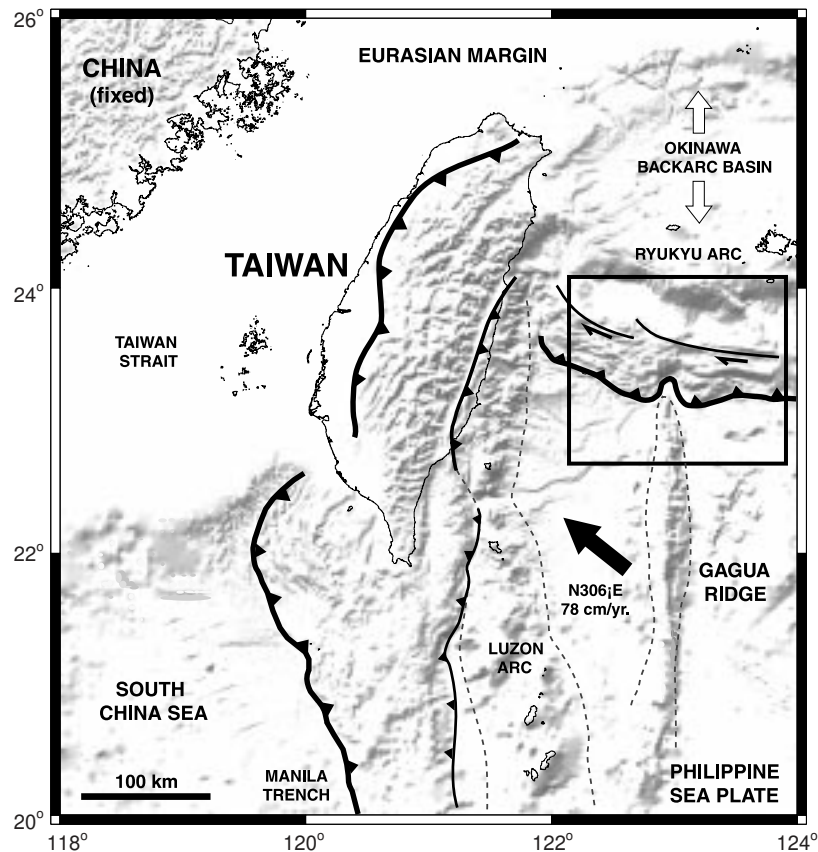 26°
EURASIAN MARGIN
CHINA
(fixed)
OKINAWA
BACKARC BASIN
TAIWAN
RYUKYU ARC
24°
TAIWAN
STRAIT
22°
N306¡E
78 cm/yr.
GAGUA
RIDGE
LUZON
ARC
SOUTH
CHINA SEA
100 km
MANILA
TRENCH
PHILIPPINE
SEA PLATE
20°
118°
120°
122°
124°